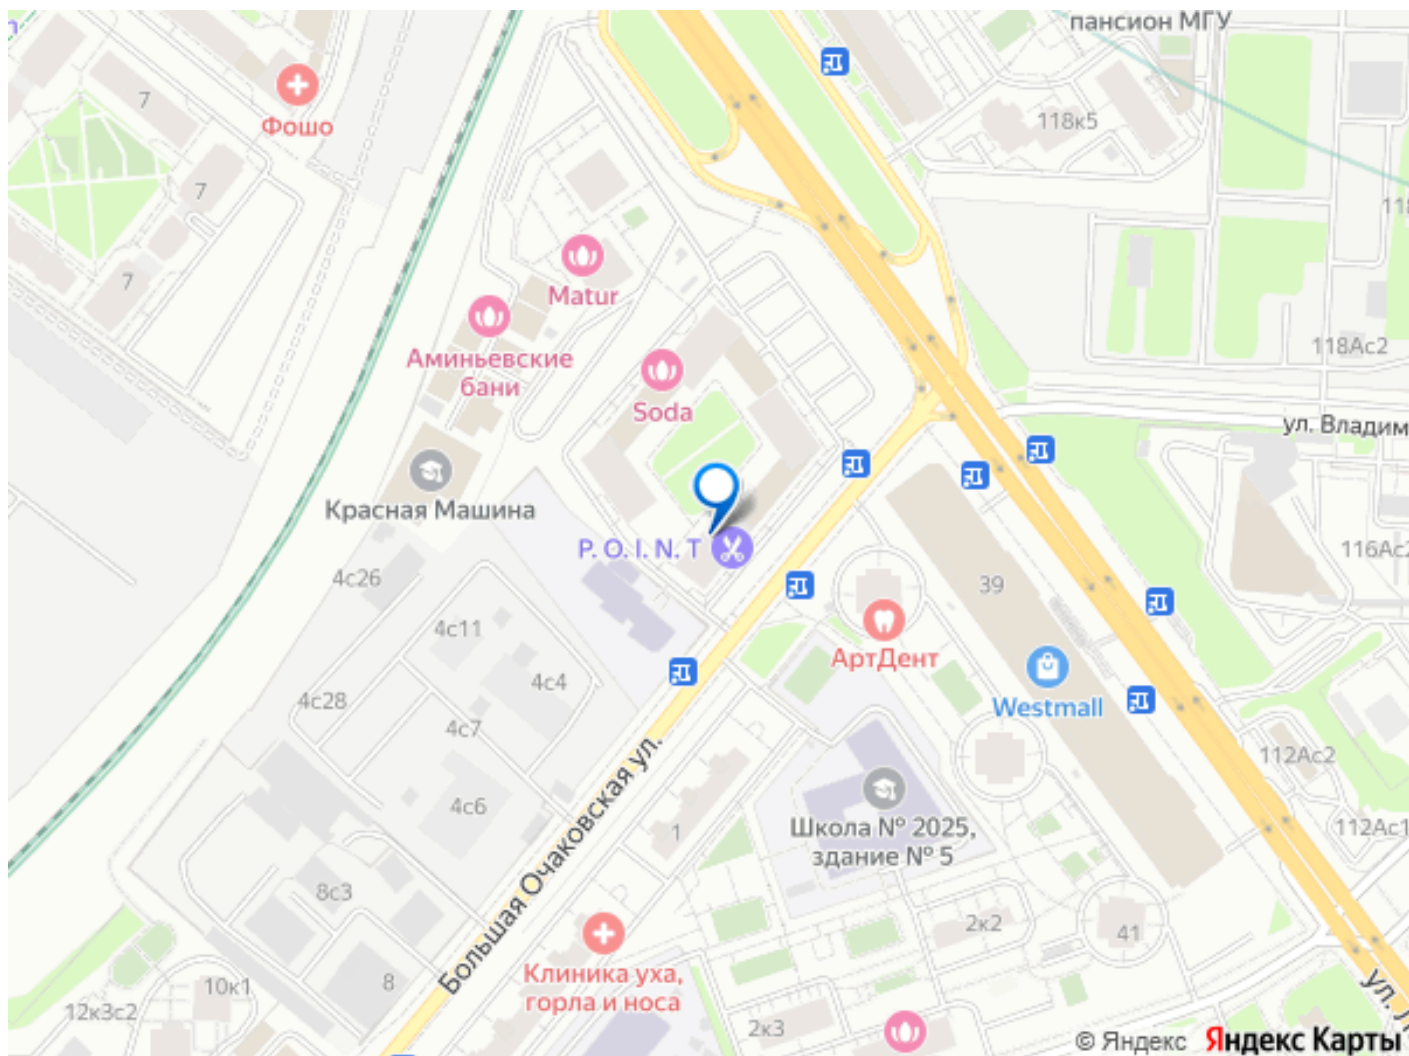 пансион МГУ
7
Фошо
118к5
7
7
Matur
118Ас2
Аминьевские
бани
Soda
ул. Владим
Красная Машина
P. O. I. N. T
116Ас2
4с26
39
4с11
АртДент
4с4
4с28
Westmall
4с7
112Ас2
4с6
Школа № 2025,
здание № 5
1
112Ас1
Большая Очаковская ул.
8с3
2к2
41
Клиника уха,
горла и носа
8
10к1
12к3с2
2к3
ул. Л
© Яндекс Яндекс Карты